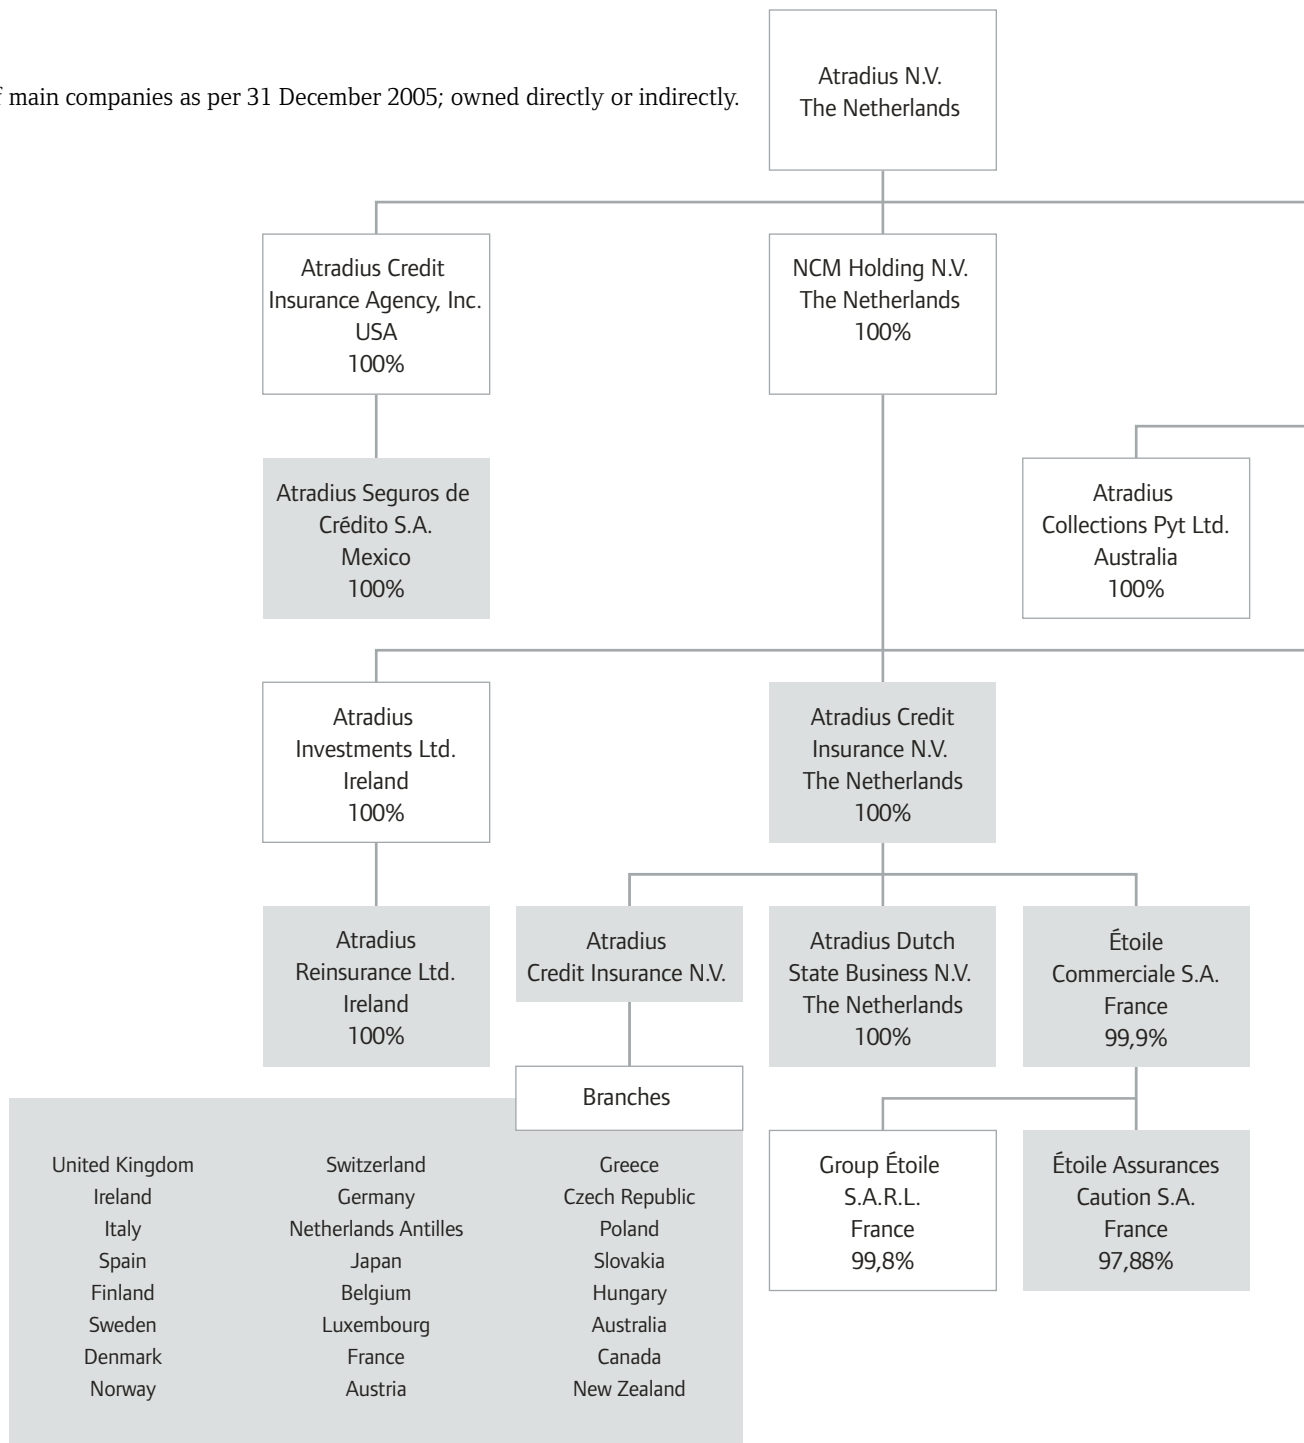 main companies as per 31 December 2005; owned directly or indirectly.
Atradius N.V.
The Netherlands
Atradius Credit
Insurance Agency, Inc.
USA
100%
NCM Holding N.V.
The Netherlands
100%
Atradius Seguros de
Crédito S.A.
Mexico
100%
Atradius
Collections Pyt Ltd.
Australia
100%
Atradius
Investments Ltd.
Ireland
100%
Atradius Credit
Insurance N.V.
The Netherlands
100%
Atradius
Reinsurance Ltd.
Ireland
100%
Atradius
Credit Insurance N.V.
Atradius Dutch
State Business N.V.
The Netherlands
100%
Étoile
Commerciale S.A.
France
99,9%
Branches
United Kingdom
Ireland
Italy
Spain
Finland
Sweden
Denmark
Norway
Switzerland
Germany
Netherlands Antilles
Japan
Belgium
Luxembourg
France
Austria
Greece
Czech Republic
Poland
Slovakia
Hungary
Australia
Canada
New Zealand
Group Étoile
S.A.R.L.
France
99,8%
Étoile Assurances
Caution S.A.
France
97,88%